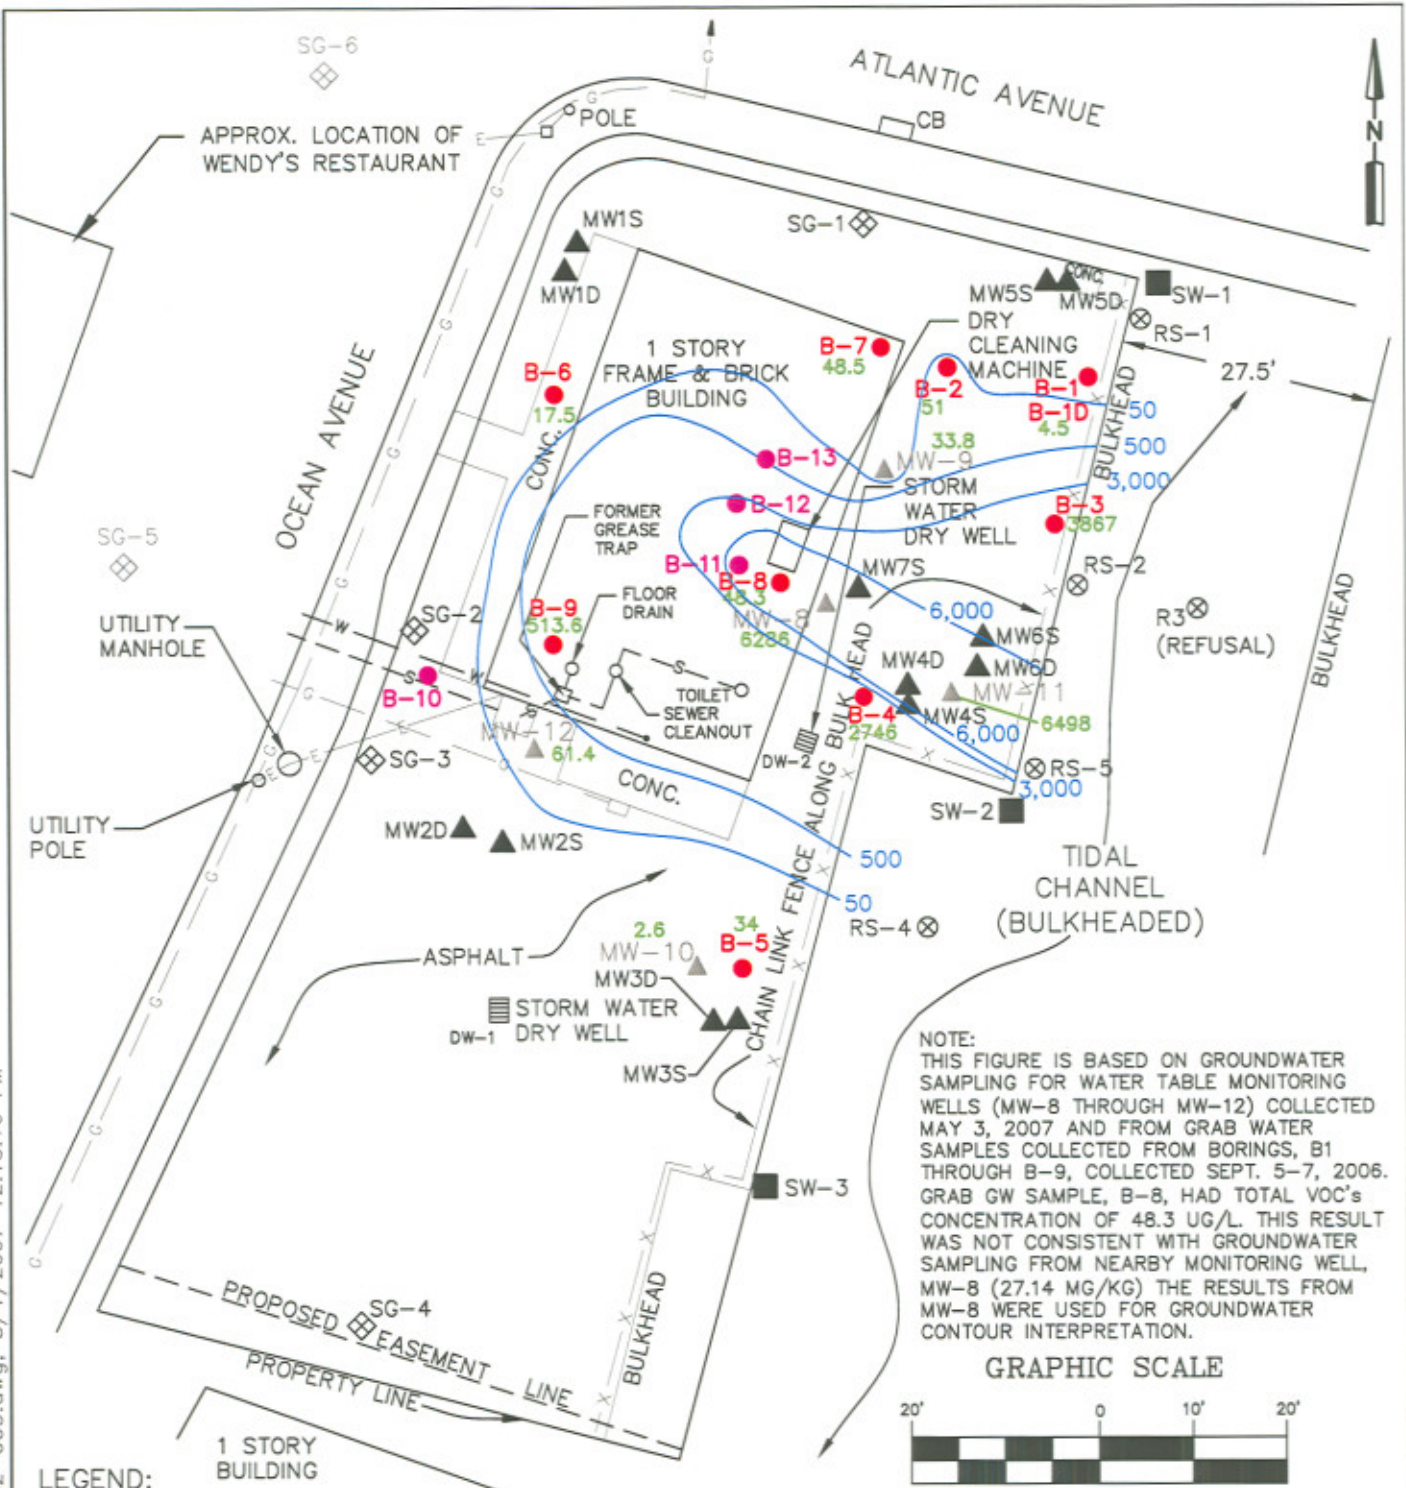 SG-6
ATLANTIC AVENUE
G
G
POLE
CB
E
APPROX. LOCATION OF
WENDY'S RESTAURANT
N
G
MW1S
SG-1
MW1D
MW5S
CONC.
MW5D
SW-1
DRY
CLEANING
MACHINE
RS-1
27.5'
1 STORY
FRAME & BRICK
BUILDING
B-7
48.5
B-6
17.5
B-2
51
B-1
B-1D
4.5
50
BULKHEAD
OCEAN AVENUE
CONC.
33.8
MW-9
500
3,000
B-13
B-12
STORM
WATER
DRY WELL
B-3
3867
FORMER
GREASE
TRAP
SG-5
B-11
B-8
48.3
MW7S
RS-2
MW-8
6286
6,000
R3
(REFUSAL)
BULKHEAD
FLOOR
DRAIN
B-9
513.6
SG-2
UTILITY
MANHOLE
W
W
S
S
S
B-10
MW6S
MW6D
MW4D
MW-11
6498
MW4S
B-4
2746
6,000
TOILET
SEWER
CLEANOUT
MW-12
61.4
DW-2
SG-3
E
E
E
CONC.
RS-5
3,000
SW-2
UTILITY
POLE
MW2D
MW2S
500
50
TIDAL
CHANNEL
(BULKHEADED)
CHAIN LINK FENCE ALONG BULK HEAD
RS-4
2.6
34
B-5
MW-10
ASPHALT
MW3D
STORM WATER
DRY WELL
DW-1
MW3S
NOTE:
THIS FIGURE IS BASED ON GROUNDWATER
SAMPLING FOR WATER TABLE MONITORING
WELLS (MW-8 THROUGH MW-12) COLLECTED
MAY 3, 2007 AND FROM GRAB WATER
SAMPLES COLLECTED FROM BORINGS, B1
THROUGH B-9, COLLECTED SEPT. 5-7, 2006.
GRAB GW SAMPLE, B-8, HAD TOTAL VOC's
CONCENTRATION OF 48.3 UG/L. THIS RESULT
WAS NOT CONSISTENT WITH GROUNDWATER
SAMPLING FROM NEARBY MONITORING WELL,
MW-8 (27.14 MG/KG) THE RESULTS FROM
MW-8 WERE USED FOR GROUNDWATER
CONTOUR INTERPRETATION.
SW-3
BULKHEAD
PROPOSED EASEMENT LINE
SG-4
PROPERTY LINE
GRAPHIC SCALE
20' 0 10' 20'
1 STORY
BUILDING
LEGEND: